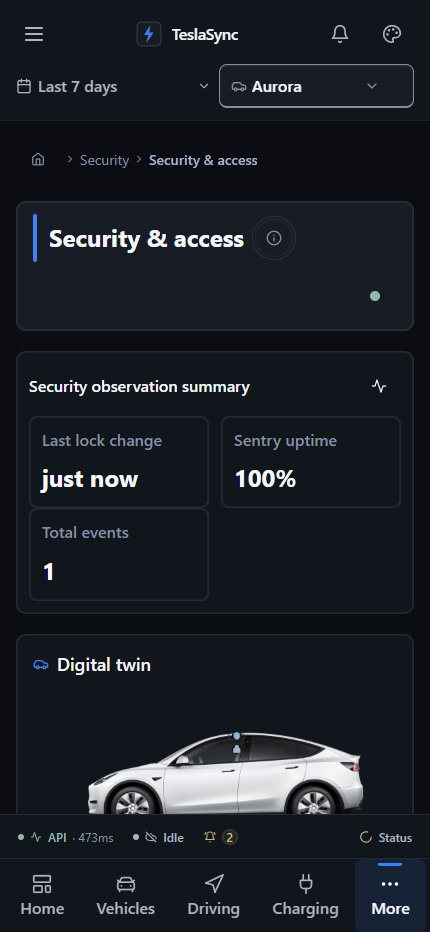 TeslaSync
Last 7 days
Aurora
Security
Security & access
Security & access
Security observation summary
Last lock change
just now
Sentry uptime
100%
Total events
1
Digital twin
API · 473ms
Idle
2
Status
Home
Vehicles
Driving
Charging
More